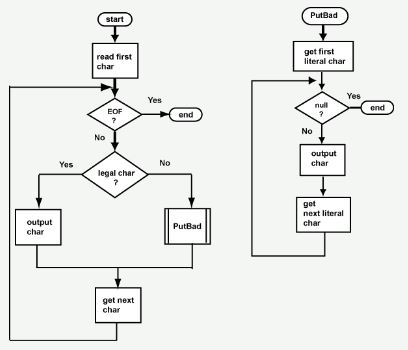 start
read first
char
EOF
?
Yes
end
No
legal char
?
Yes
No
output
char
PutBad
get next
char
PutBad
get first
literal char
null
?
Yes
end
No
output
char
get
next literal
char